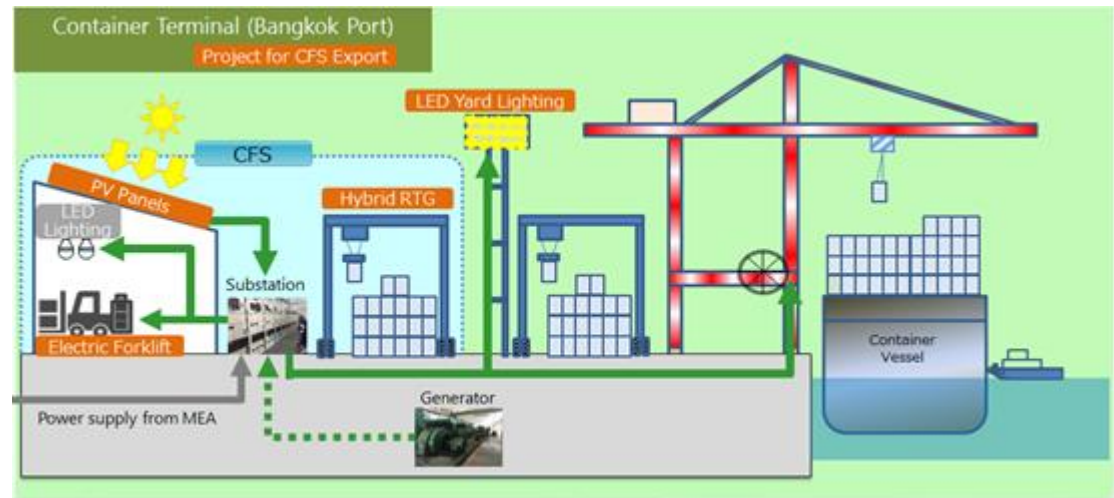 Container Terminal (Bangkok Port)
Project for CFS Export
LED Yard Lighting
CFS
PV Panels
LED
Lighting
Hybrid RTG
Substation
Electric Forklift
Container
Vessel
Generator
Power supply from MEA